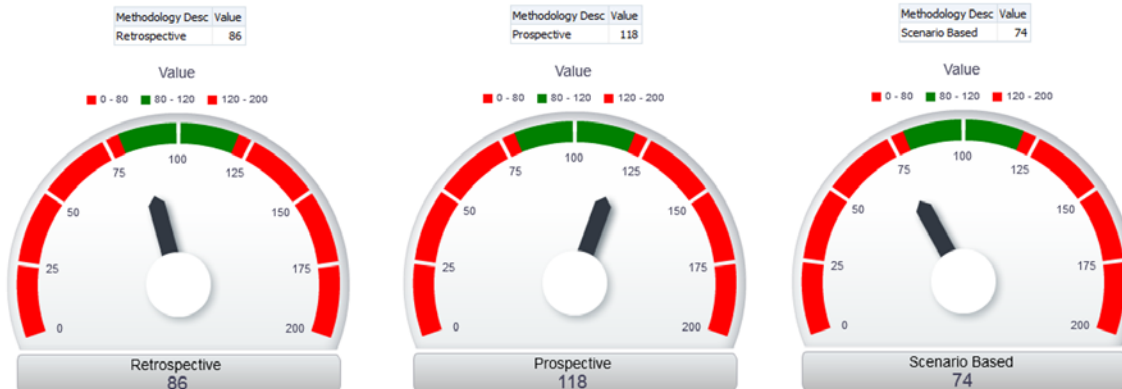 Methodology Desc Value
Retrospective 86
Value
0 - 80 80 - 120 120 - 200
0
25
50
75
100
125
150
175
200
Retrospective
86
Methodology Desc Value
Prospective 118
Value
0 - 80 80 - 120 120 - 200
0
25
50
75
100
125
150
175
200
Prospective
118
Methodology Desc Value
Scenario Based 74
Value
0 - 80 80 - 120 120 - 200
0
25
50
75
100
125
150
175
200
Scenario Based
74